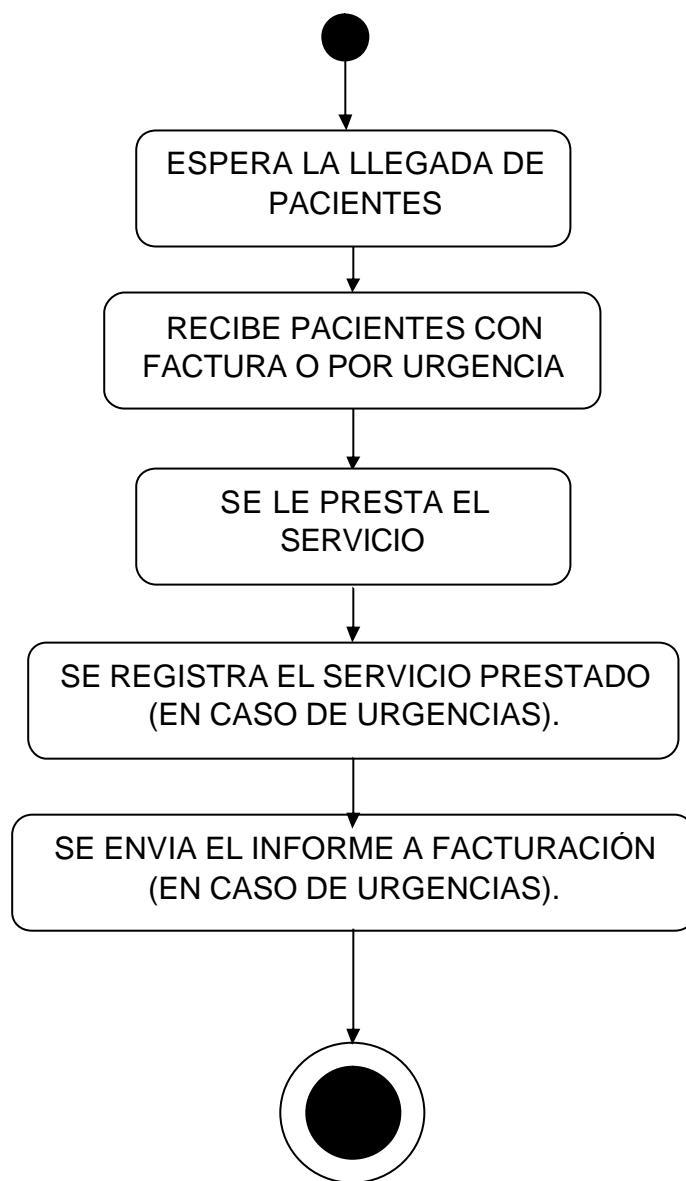 ESPERA LA LLEGADA DE
PACIENTES
RECIBE PACIENTES CON
FACTURA O POR URGENCIA
SE LE PRESTA EL
SERVICIO
SE REGISTRA EL SERVICIO PRESTADO
(EN CASO DE URGENCIAS).
SE ENVIA EL INFORME A FACTURACIÓN
(EN CASO DE URGENCIAS).